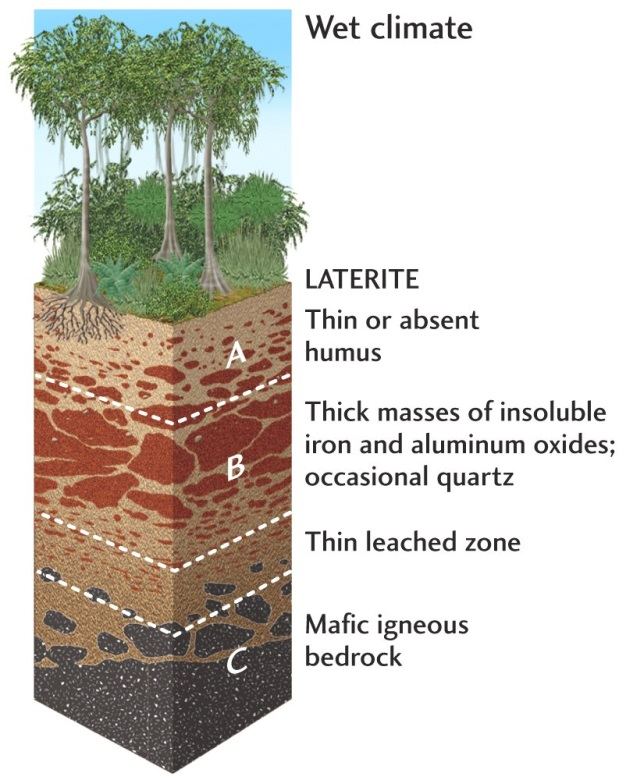 Wet climate
LATERITE
Thin or absent
humus
A
Thick masses of insoluble
iron and aluminum oxides;
occasional quartz
B
Thin leached zone
Mafic igneous
bedrock
C